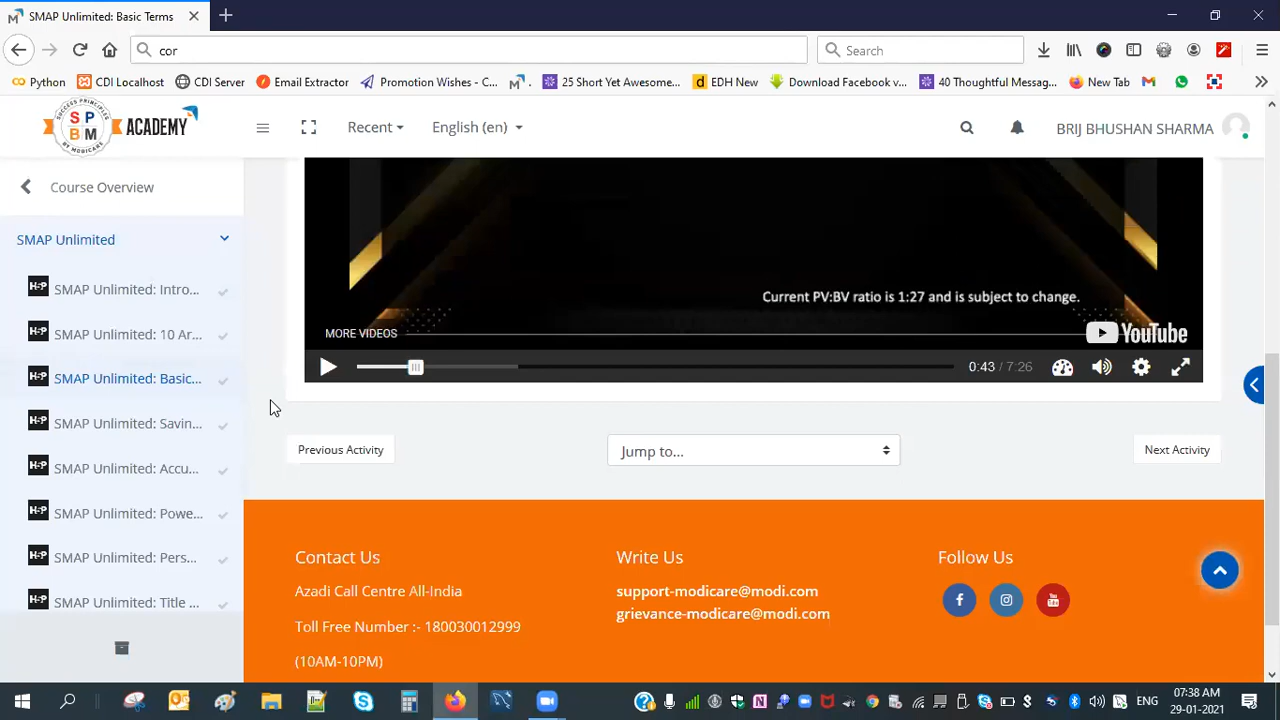 SMAP Unlimited: Basic Terms
cor
Search
Python
CDI Localhost
CDI Server
Email Extractor
Promotion Wishes - C...
25 Short Yet Awesome...
EDH New
Download Facebook v...
40 Thoughtful Messag...
New Tab
SUCCESS PRINCIPLES
S P
B M
BY MODICARE
ACADEMY
Recent
English (en)
BRIJ BHUSHAN SHARMA
Course Overview
SMAP Unlimited
SMAP Unlimited: Intro...
SMAP Unlimited: 10 Ar...
SMAP Unlimited: Basic...
SMAP Unlimited: Savin...
SMAP Unlimited: Accu...
SMAP Unlimited: Powe...
SMAP Unlimited: Pers...
SMAP Unlimited: Title ...
Current PV:BV ratio is 1:27 and is subject to change.
MORE VIDEOS
YouTube
0:43 / 7:26
Previous Activity
Jump to...
Next Activity
Contact Us
Azadi Call Centre All-India
Toll Free Number :- 180030012999
(10AM-10PM)
Write Us
support-modicare@modi.com
grievance-modicare@modi.com
Follow Us
ENG
07:38 AM
29-01-2021